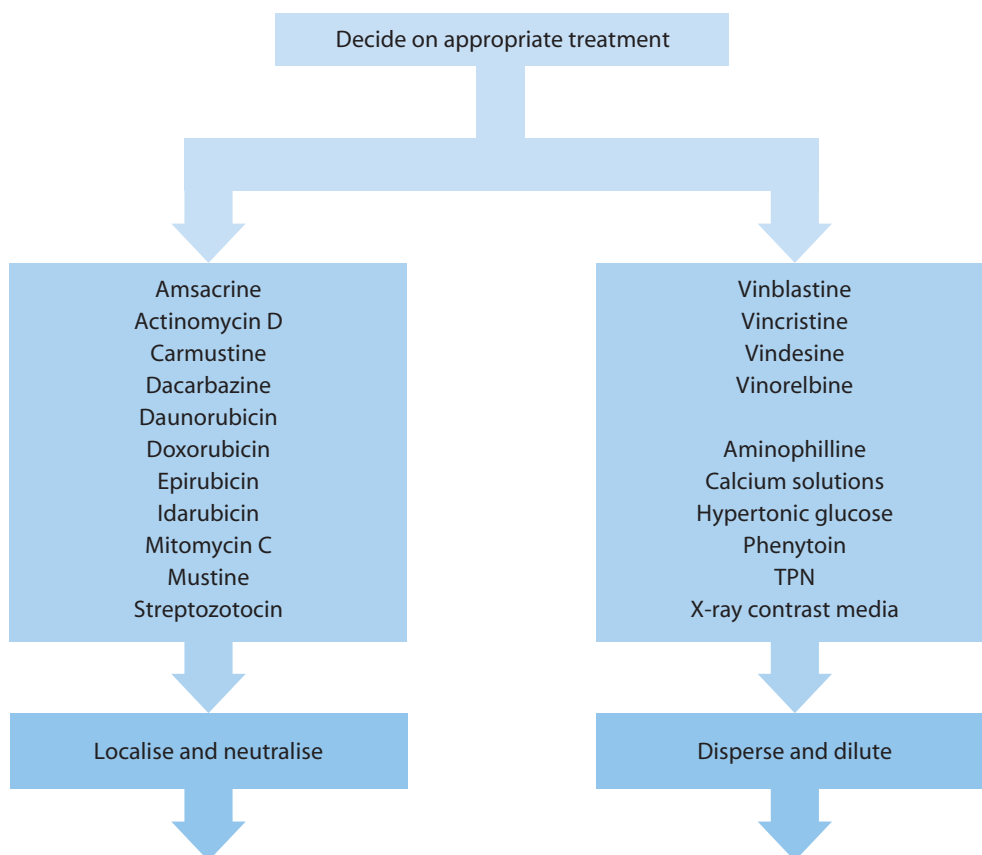 Decide on appropriate treatment
Amsacrine
Actinomycin D
Carmustine
Dacarbazine
Daunorubicin
Doxorubicin
Epirubicin
Idarubicin
Mitomycin C
Mustine
Streptozotocin
Localise and neutralise
Vinblastine
Vincristine
Vindesine
Vinorelbine
Aminophilline
Calcium solutions
Hypertonic glucose
Phenytoin
TPN
X-ray contrast media
Disperse and dilute